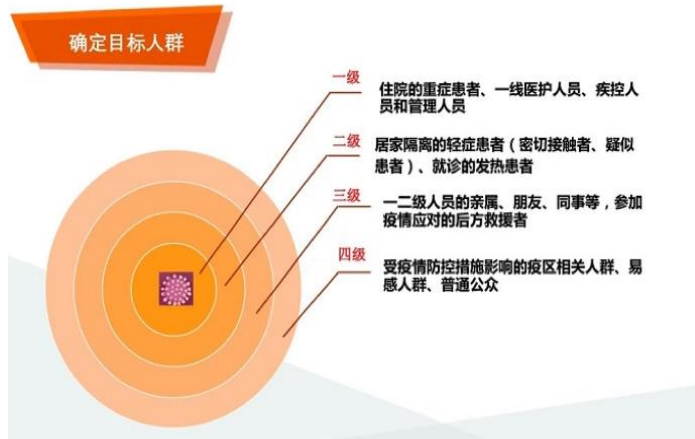 确定目标人群
一级
住院的重症患者、一线医护人员、疾控人
员和管理人员
二级
居家隔离的轻症患者（密切接触者、疑似
患者）、就诊的发热患者
三级
一二级人员的亲属、朋友、同事等，参加
疫情应对的后方救援者
四级
受疫情防控措施影响的疫区相关人群、易
感人群、普通公众